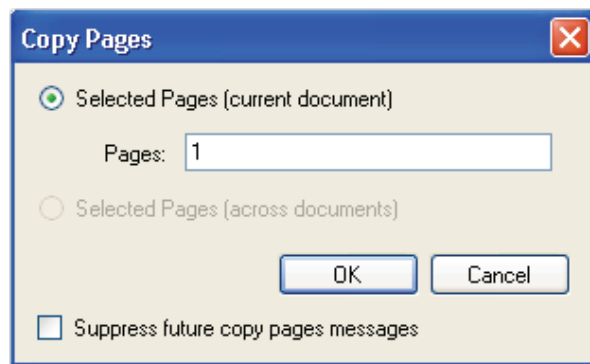 Copy Pages
Selected Pages (current document)
Pages: 1
Selected Pages (across documents)
OK Cancel
Suppress future copy pages messages